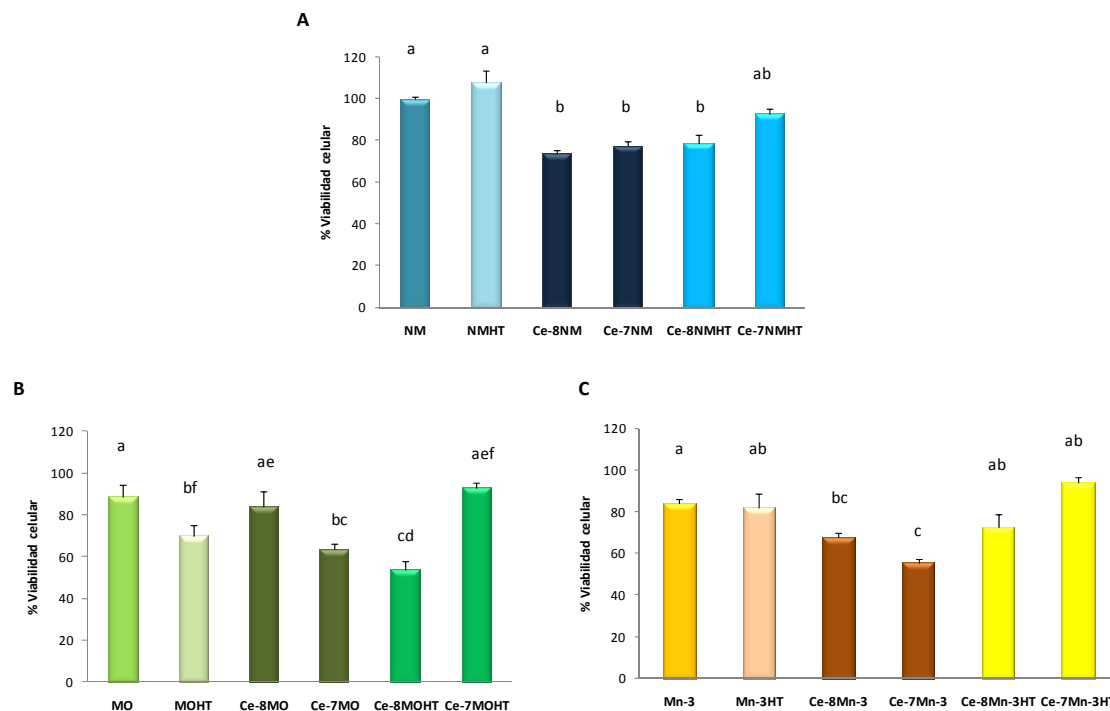 A
% Viabilidad celular
120
100
80
60
40
20
0
a
a
b
b
b
ab
NM
NMHT
Ce-8NM
Ce-7NM
Ce-8NMHT
Ce-7NMHT
B
% Viabilidad celular
120
100
80
60
40
20
0
a
bf
ae
bc
cd
aef
MO
MOHT
Ce-8MO
Ce-7MO
Ce-8MOHT
Ce-7MOHT
C
% Viabilidad celular
120
100
80
60
40
20
0
a
ab
bc
c
ab
ab
Mn-3
Mn-3HT
Ce-8Mn-3
Ce-7Mn-3
Ce-8Mn-3HT
Ce-7Mn-3HT